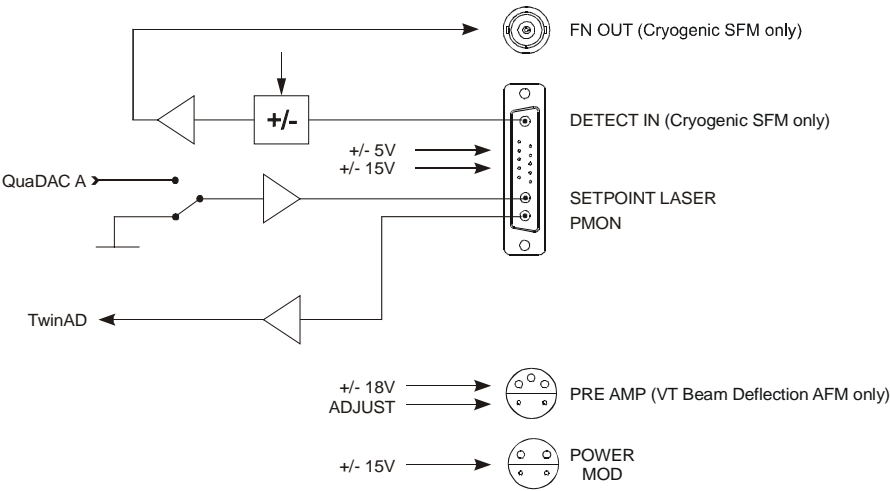 FN OUT (Cryogenic SFM only)
+/-
DETECT IN (Cryogenic SFM only)
+/- 5V
+/- 15V
QuaDAC A
SETPOINT LASER
PMON
TwinAD
+/- 18V
ADJUST
PRE AMP (VT Beam Deflection AFM only)
+/- 15V
POWER
MOD